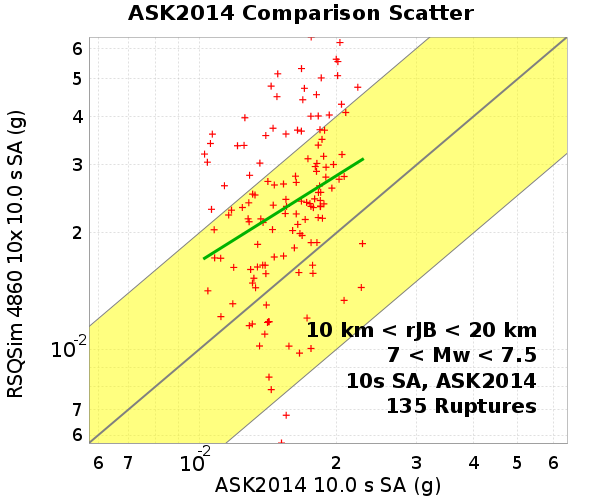 ASK2014 Comparison Scatter
RSQSim 4860 10x 10.0 s SA (g)
6
5
4
3
2
10-2
7
6
10 km < rJB < 20 km
7 < Mw < 7.5
10s SA, ASK2014
135 Ruptures
6 7 10-2 2 3 4 5 6
ASK2014 10.0 s SA (g)